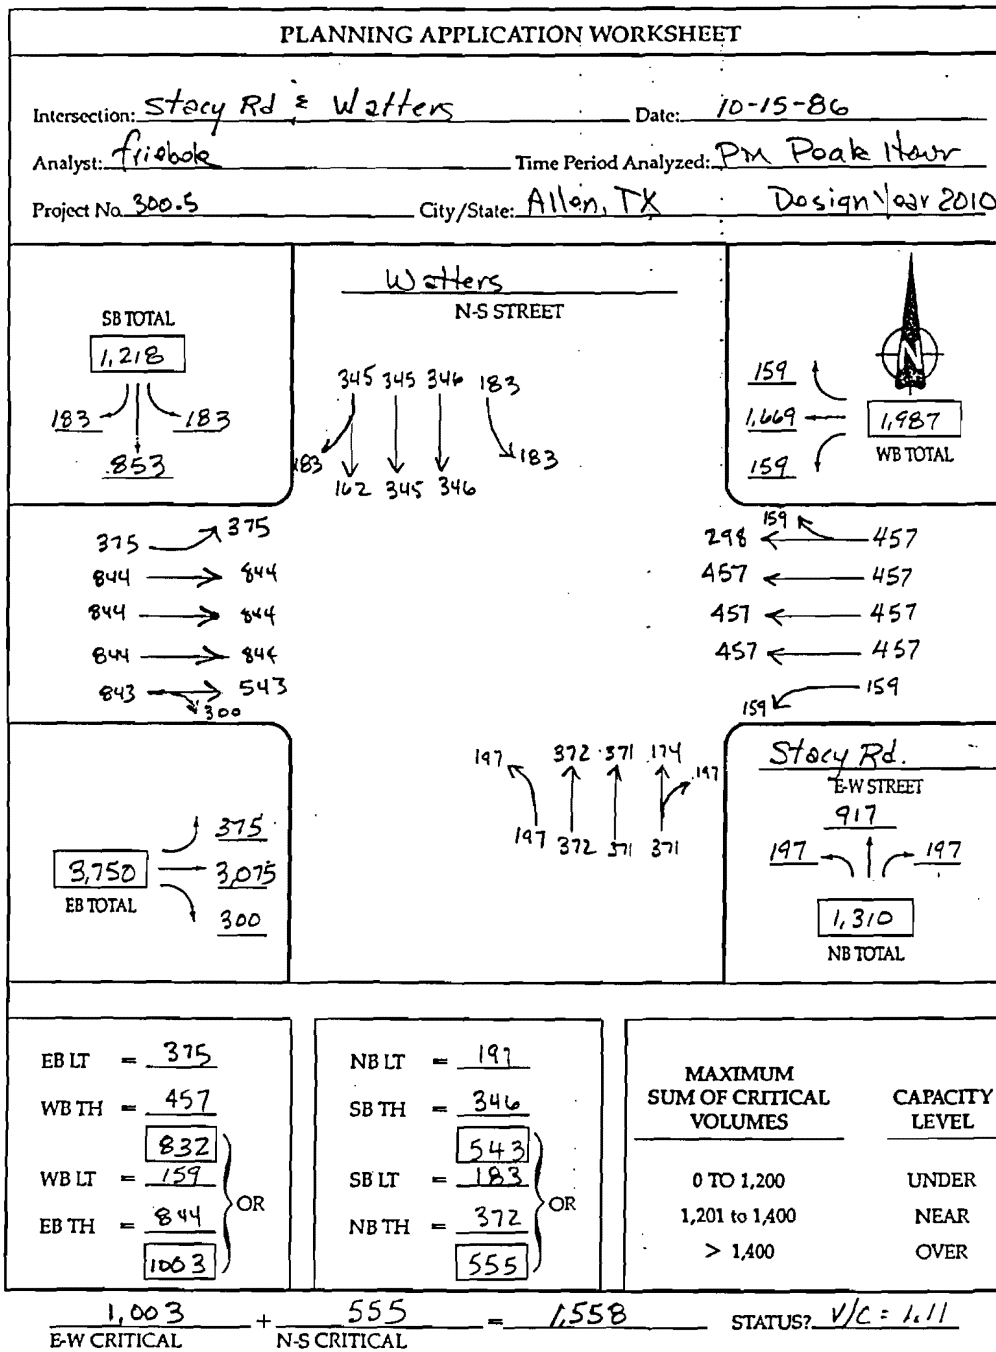 PLANNING APPLICATION WORKSHEET
Intersection: Stacy Rd & Watters Date: 10-15-86
Analyst: friebele Time Period Analyzed: PM Peak Hour
Project No. 300.5 City/State: Allen, TX Design Year 2010
Watters
N-S STREET
SB TOTAL
1,218
183 183
853
345 345 346 183
183 162 345 346 183
N
159
1,669 1,987
WB TOTAL
159
375 375
844 844
844 844
844 844
843 543
300
159
298 457
457 457
457 457
457 457
159 159
197 372 371 174 197
197 372 371 371
Stacy Rd.
E-W STREET
917
197 197
1,310
NB TOTAL
375
3,750 3,075
EB TOTAL
300
EB LT = 375
WB TH = 457
832
WB LT = 159
OR
EB TH = 844
1003
NB LT = 197
SB TH = 346
543
SB LT = 183
OR
NB TH = 372
555
MAXIMUM
SUM OF CRITICAL CAPACITY
VOLUMES LEVEL
0 TO 1,200 UNDER
1,201 to 1,400 NEAR
> 1,400 OVER
1,003 + 555 = 1,558 STATUS? V/C = 1.11
E-W CRITICAL N-S CRITICAL